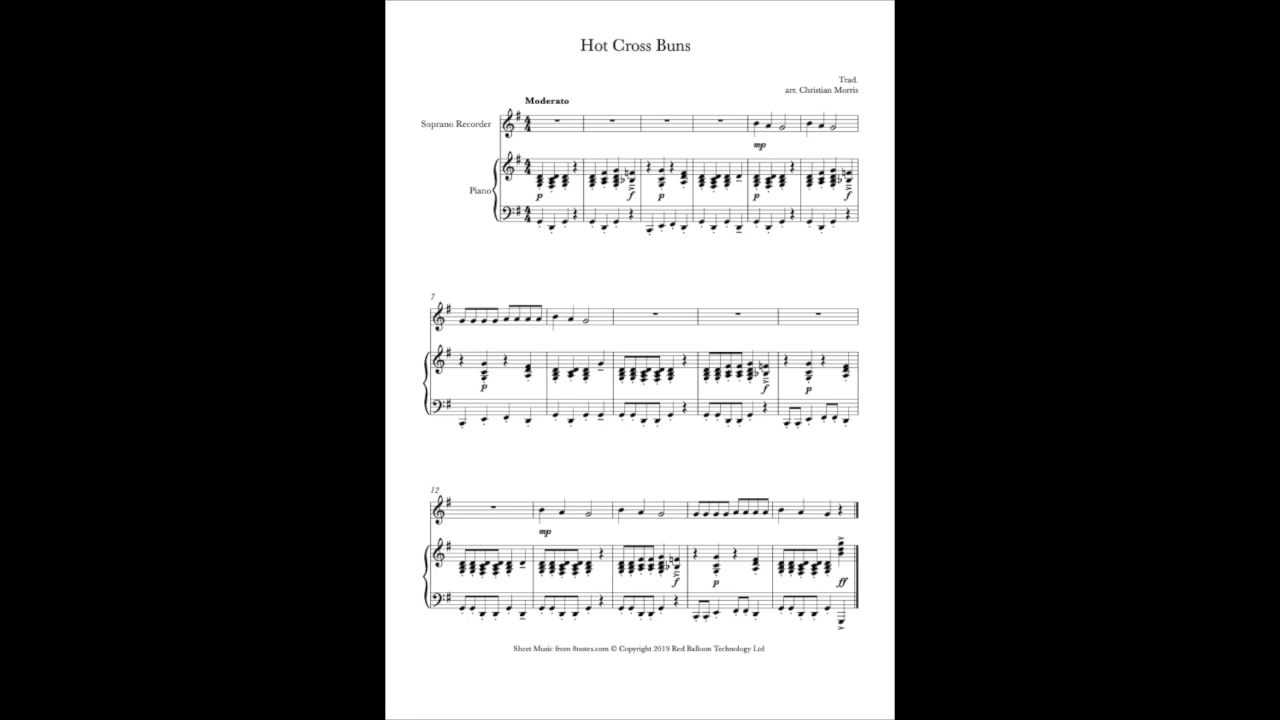 Hot Cross Buns
Trad.
arr. Christian Morris
Moderato
Soprano Recorder
mp
Piano
p
f
p
f
p
f
7
p
f
p
12
mp
f
p
ff
Sheet Music from 8notes.com © Copyright 2019 Red Balloon Technology Ltd